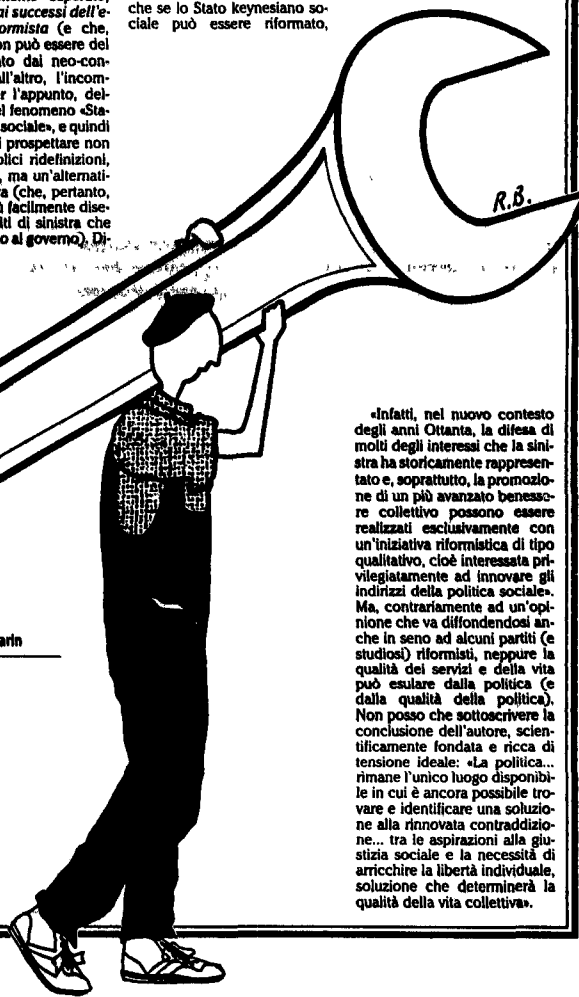 ai successi dell'e-
ormista (e che,
on può essere del
ato dai neo-con-
all'altro, l'incom-
er l'appunto, del-
el fenomeno «Sta-
sociale», e quindi
i prospettare non
plici ridefinizioni,
, ma un'alternati-
ra (che, pertanto,
ù facilmente dise-
iti di sinistra che
o al governo). Di-
che se lo Stato keynesiano so-
ciale può essere riformato,
R.B.
arin
«Infatti, nel nuovo contesto
degli anni Ottanta, la difesa di
molti degli interessi che la sini-
stra ha storicamente rappresen-
tato e, soprattutto, la promozio-
ne di un più avanzato benesse-
re collettivo possono essere
realizzati esclusivamente con
un'iniziativa riformistica di tipo
qualitativo, cioè interessata pri-
vilegiatamente ad innovare gli
indirizzi della politica sociale».
Ma, contrariamente ad un'opi-
nione che va diffondendosi an-
che in seno ad alcuni partiti (e
studiosi) riformisti, neppure la
qualità dei servizi e della vita
può esulare dalla politica (e
dalla qualità della politica).
Non posso che sottoscrivere la
conclusione dell'autore, scien-
tificamente fondata e ricca di
tensione ideale: «La politica...
rimane l'unico luogo disponibi-
le in cui è ancora possibile tro-
vare e identificare una soluzio-
ne alla rinnovata contraddizio-
ne... tra le aspirazioni alla giu-
stizia sociale e la necessità di
arricchire la libertà individuale,
soluzione che determinerà la
qualità della vita collettiva».